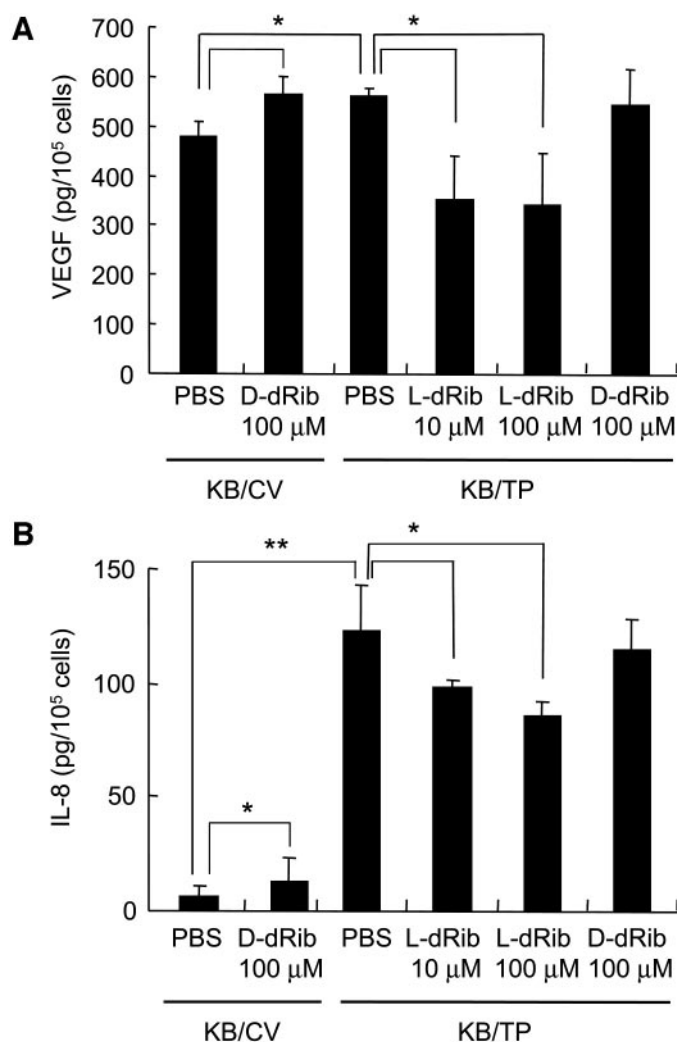 A
* *
700
600
500
400
300
200
100
0
VEGF (pg/10⁵ cells)
PBS D-dRib PBS L-dRib L-dRib D-dRib
100 µM 10 µM 100 µM 100 µM
KB/CV KB/TP
B
** *
150
100
50
0
*
IL-8 (pg/10⁵ cells)
PBS D-dRib PBS L-dRib L-dRib D-dRib
100 µM 10 µM 100 µM 100 µM
KB/CV KB/TP